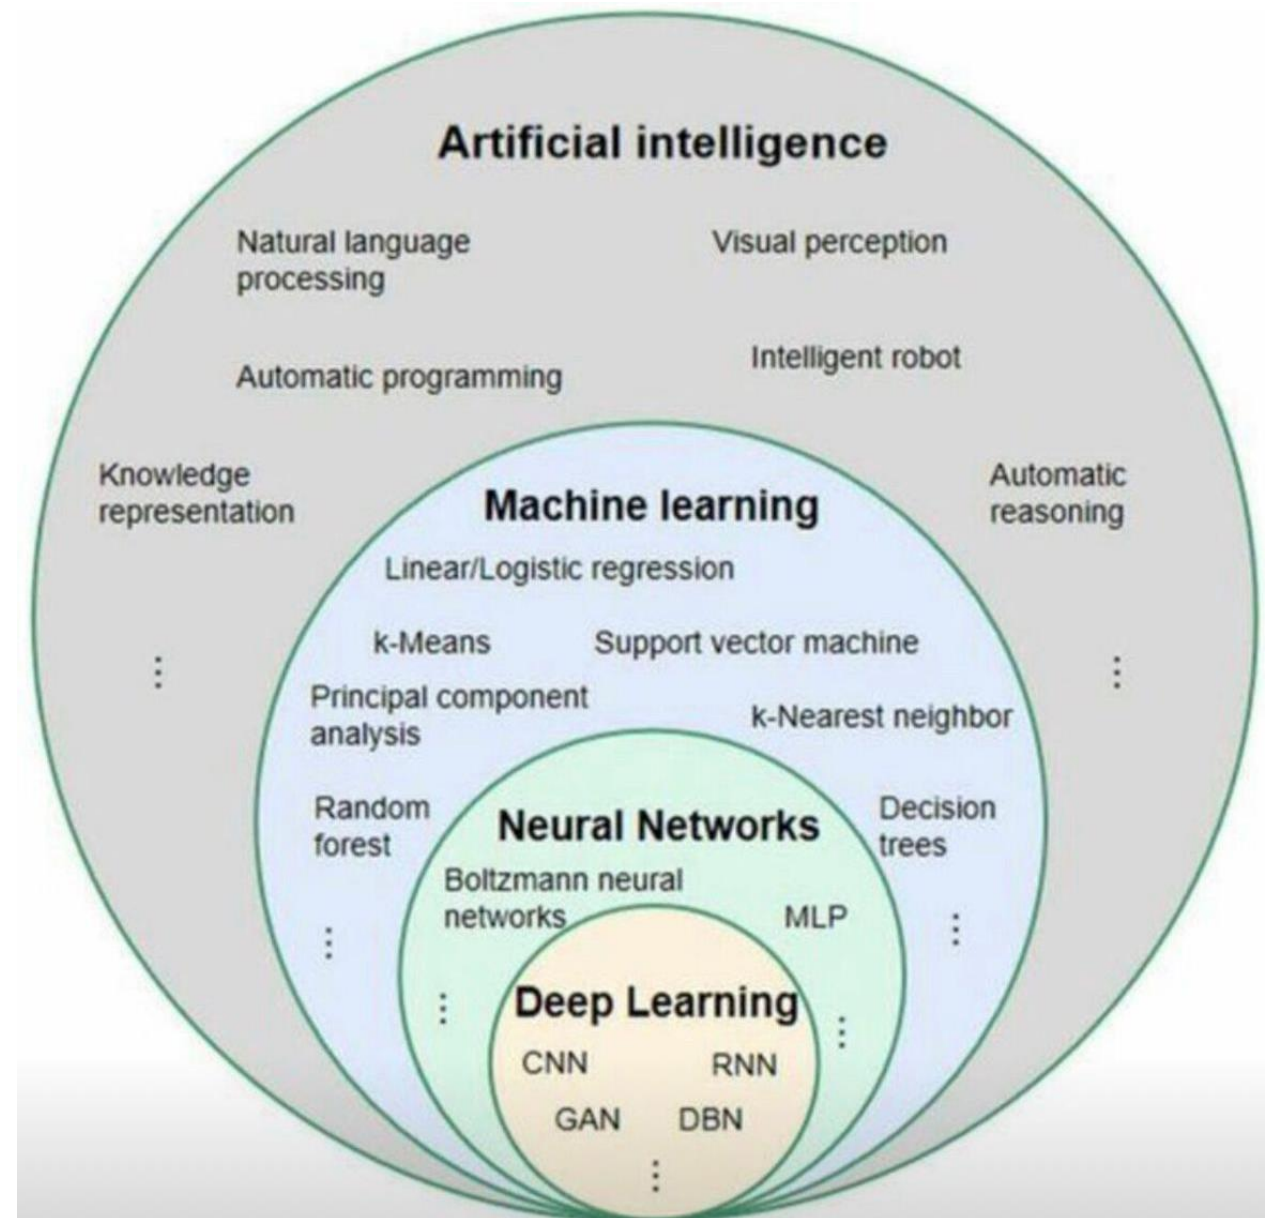 Artificial intelligence
Natural language
processing
Visual perception
Automatic programming
Intelligent robot
Knowledge
representation
Automatic
reasoning
Machine learning
Linear/Logistic regression
k-Means
Support vector machine
Principal component
analysis
k-Nearest neighbor
Random
forest
Decision
trees
Neural Networks
Boltzmann neural
networks
MLP
Deep Learning
CNN
RNN
GAN
DBN